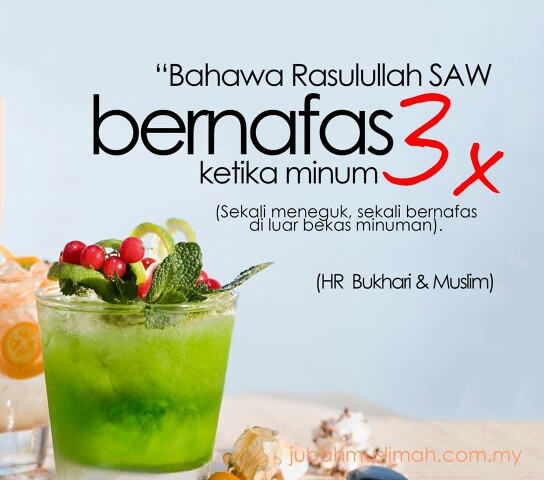 “Bahawa Rasulullah SAW
bernafas 3x
ketika minum
(Sekali meneguk, sekali bernafas
di luar bekas minuman).
(HR Bukhari & Muslim)
jubahmuslimah.com.my